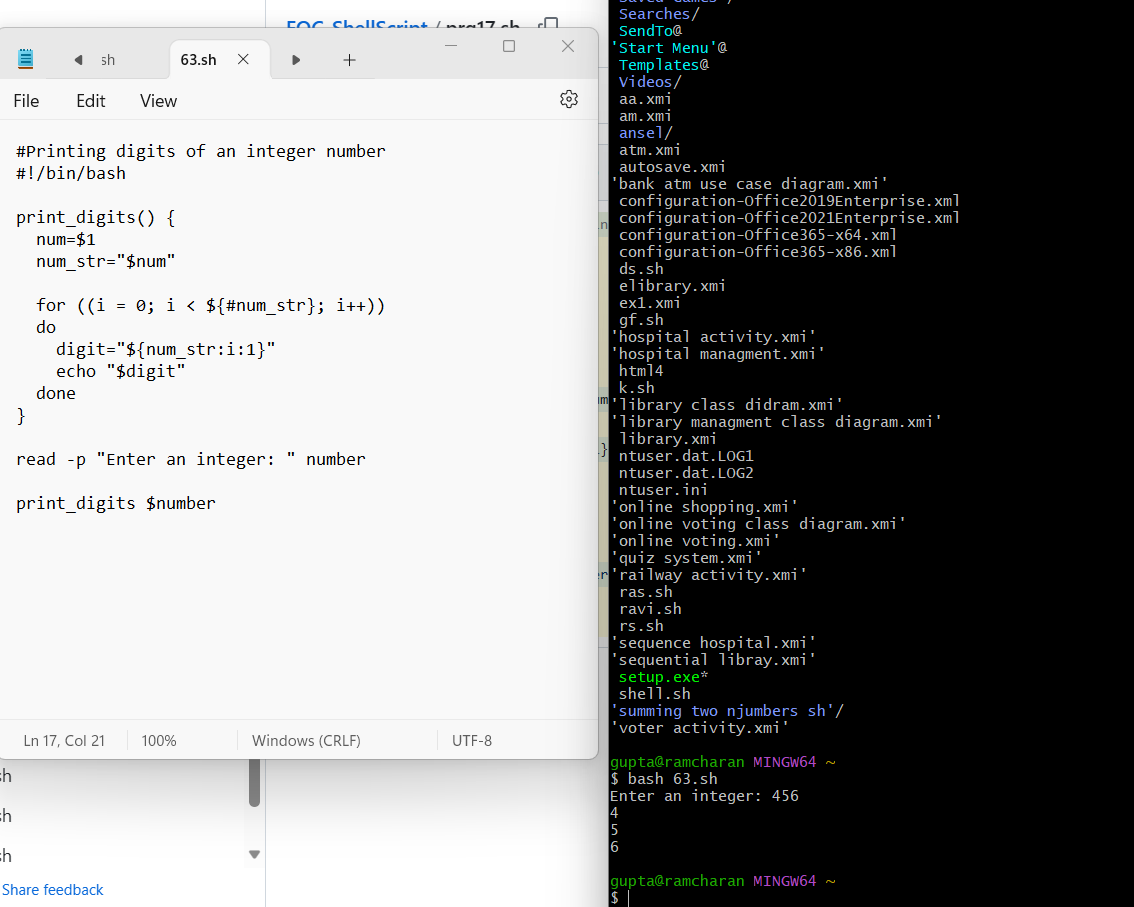 FOC_ShellScript / prg17.sh
sh
63.sh
File
Edit
View
#Printing digits of an integer number
#!/bin/bash
print_digits() {
num=$1
num_str="$num"
for ((i = 0; i < ${#num_str}; i++))
do
digit="${num_str:i:1}"
echo "$digit"
done
}
read -p "Enter an integer: " number
print_digits $number
Ln 17, Col 21
100%
Windows (CRLF)
UTF-8
sh
sh
sh
Share feedback
Searches/
SendTo@
'Start Menu'@
Templates@
Videos/
aa.xmi
am.xmi
ansel/
atm.xmi
autosave.xmi
'bank atm use case diagram.xmi'
configuration-Office2019Enterprise.xml
configuration-Office2021Enterprise.xml
configuration-Office365-x64.xml
configuration-Office365-x86.xml
ds.sh
elibrary.xmi
ex1.xmi
gf.sh
'hospital activity.xmi'
'hospital managment.xmi'
html4
k.sh
'library class didram.xmi'
'library managment class diagram.xmi'
library.xmi
ntuser.dat.LOG1
ntuser.dat.LOG2
ntuser.ini
'online shopping.xmi'
'online voting class diagram.xmi'
'online voting.xmi'
'quiz system.xmi'
'railway activity.xmi'
ras.sh
ravi.sh
rs.sh
'sequence hospital.xmi'
'sequential libray.xmi'
setup.exe*
shell.sh
'summing two njumbers sh'/
'voter activity.xmi'
gupta@ramcharan MINGW64 ~
$ bash 63.sh
Enter an integer: 456
4
5
6
gupta@ramcharan MINGW64 ~
$